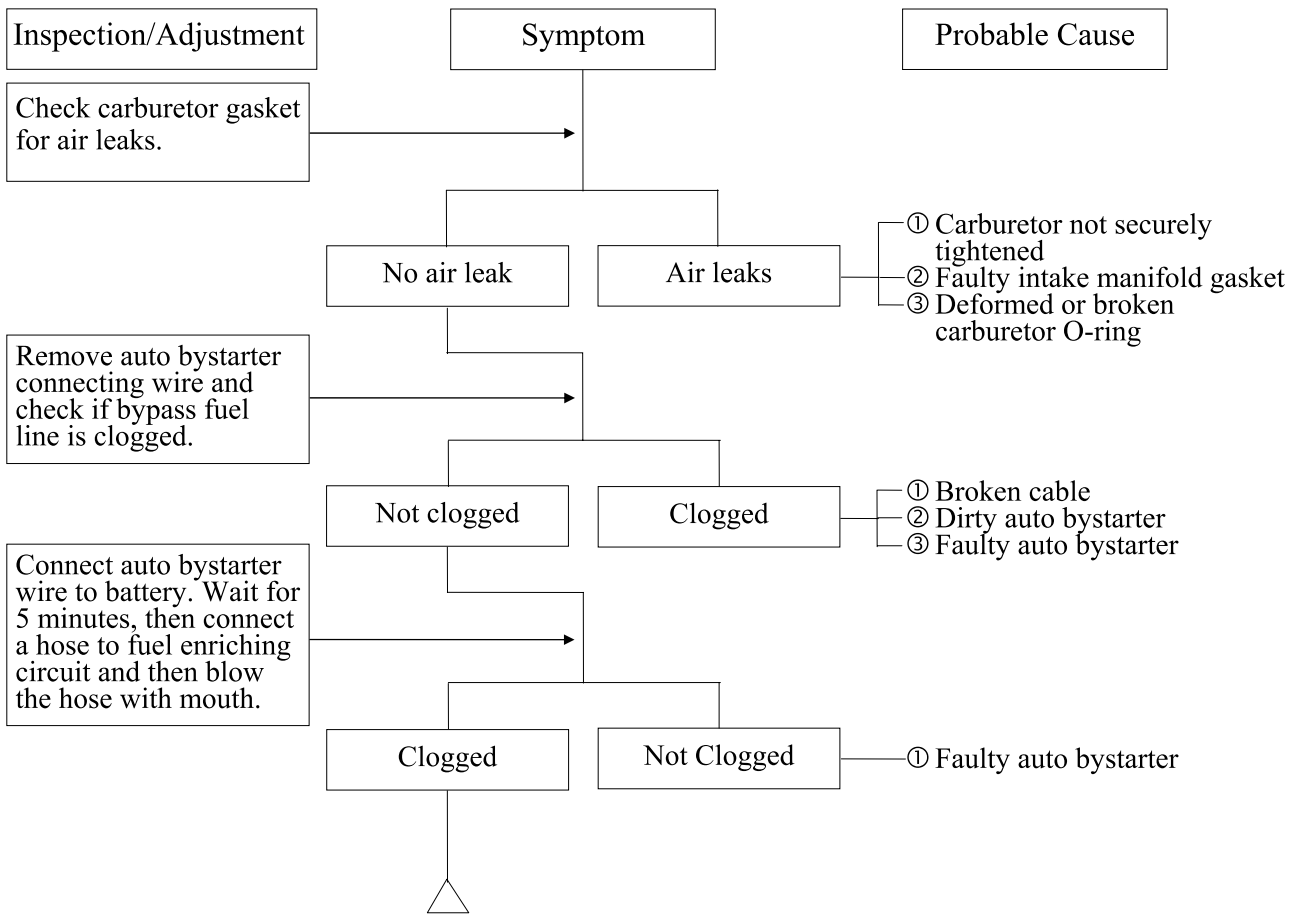 Inspection/Adjustment
Symptom
Probable Cause
Check carburetor gasket
for air leaks.
No air leak
Air leaks
① Carburetor not securely
tightened
② Faulty intake manifold gasket
③ Deformed or broken
carburetor O-ring
Remove auto bystarter
connecting wire and
check if bypass fuel
line is clogged.
Not clogged
Clogged
① Broken cable
② Dirty auto bystarter
③ Faulty auto bystarter
Connect auto bystarter
wire to battery. Wait for
5 minutes, then connect
a hose to fuel enriching
circuit and then blow
the hose with mouth.
Clogged
Not Clogged
① Faulty auto bystarter